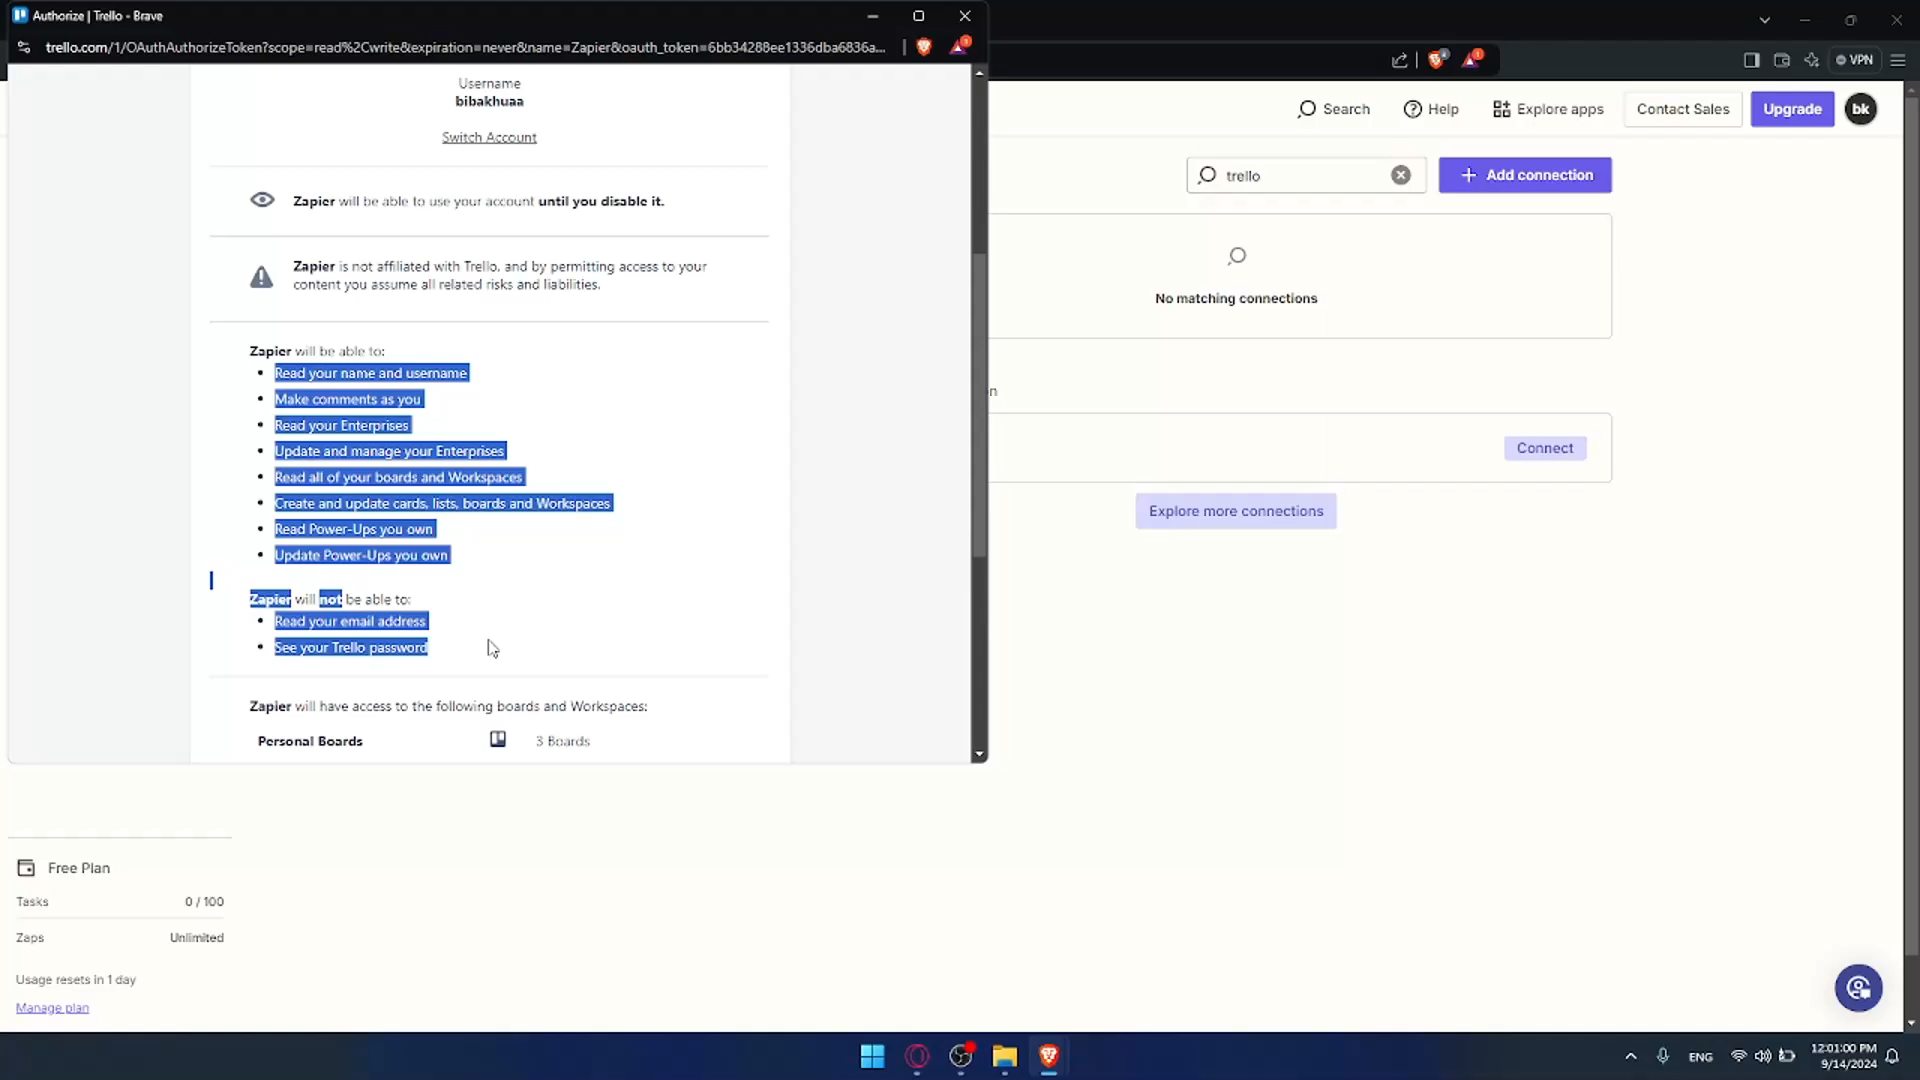 Authorize | Trello - Brave
trello.com/1/OAuthAuthorizeToken?scope=read%2Cwrite&expiration=never&name=Zapier&oauth_token=6bb34288ee1336dba6836a...
VPN
Username
bibakhuaa
Switch Account
Zapier will be able to use your account until you disable it.
Zapier is not affiliated with Trello, and by permitting access to your
content you assume all related risks and liabilities.
Zapier will be able to:
• Read your name and username
• Make comments as you
• Read your Enterprises
• Update and manage your Enterprises
• Read all of your boards and Workspaces
• Create and update cards, lists, boards and Workspaces
• Read Power-Ups you own
• Update Power-Ups you own
Zapier will not be able to:
• Read your email address
• See your Trello password
Zapier will have access to the following boards and Workspaces:
Personal Boards 3 Boards
Search Help Explore apps Contact Sales Upgrade bk
trello Add connection
No matching connections
n
Connect
Explore more connections
Free Plan
Tasks 0 / 100
Zaps Unlimited
Usage resets in 1 day
Manage plan
ENG
12:01:00 PM
9/14/2024